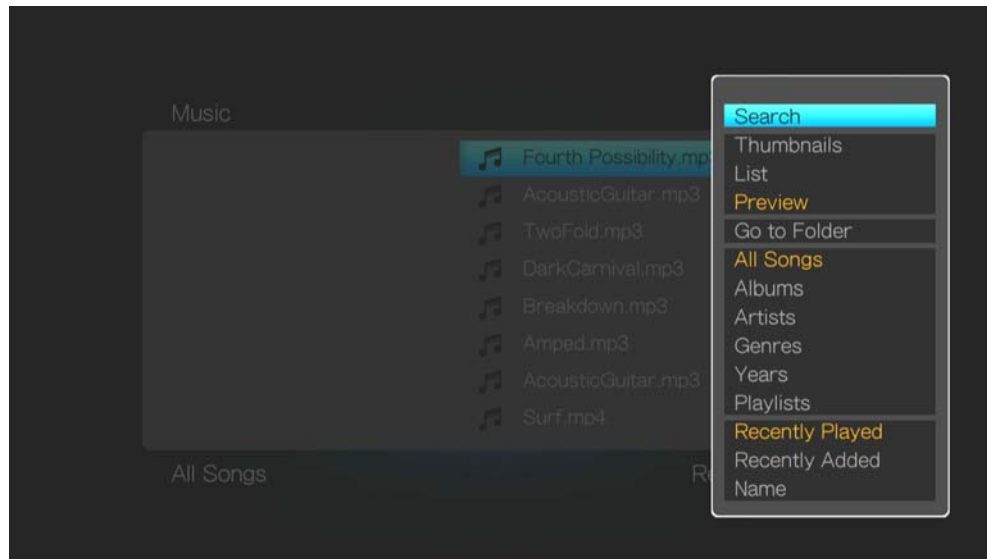 Music
Fourth Possibility.mp3
AcousticGuitar.mp3
TwoFold.mp3
DarkCarnival.mp3
Breakdown.mp3
Amped.mp3
AcousticGuitar.mp3
Surf.mp4
All Songs
Search
Thumbnails
List
Preview
Go to Folder
All Songs
Albums
Artists
Genres
Years
Playlists
Recently Played
Recently Added
Name